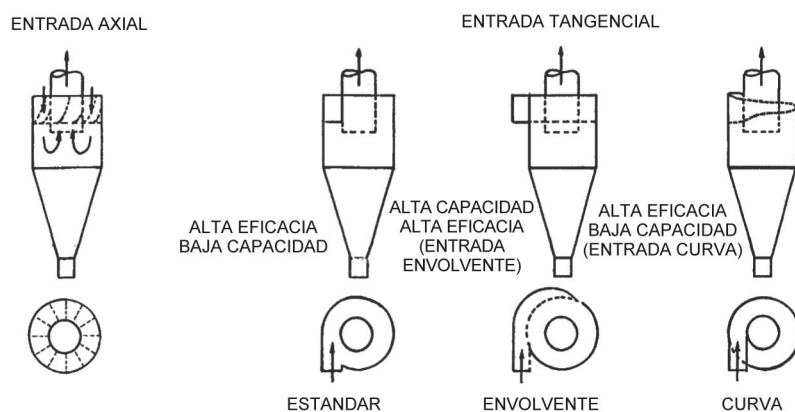 ENTRADA AXIAL
ENTRADA TANGENCIAL
ALTA EFICACIA
BAJA CAPACIDAD
ALTA CAPACIDAD
ALTA EFICACIA
(ENTRADA
ENVOLVENTE)
ALTA EFICACIA
BAJA CAPACIDAD
(ENTRADA CURVA)
ESTANDAR
ENVOLVENTE
CURVA